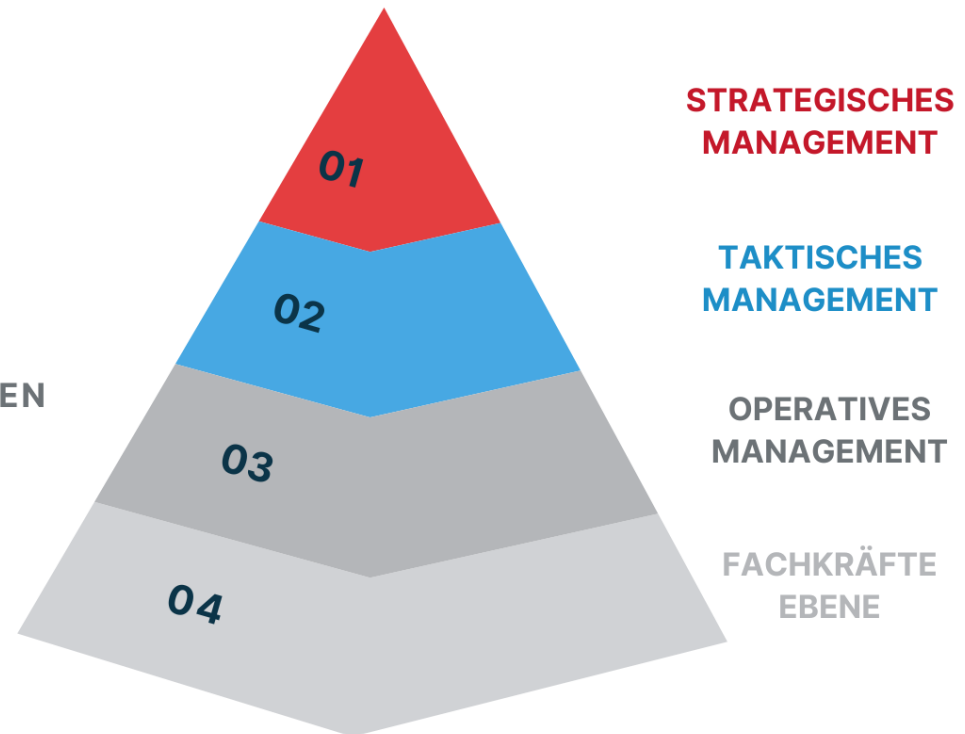 01
STRATEGISCHES
MANAGEMENT
02
TAKTISCHES
MANAGEMENT
EN
03
OPERATIVES
MANAGEMENT
04
FACHKRÄFTE
EBENE